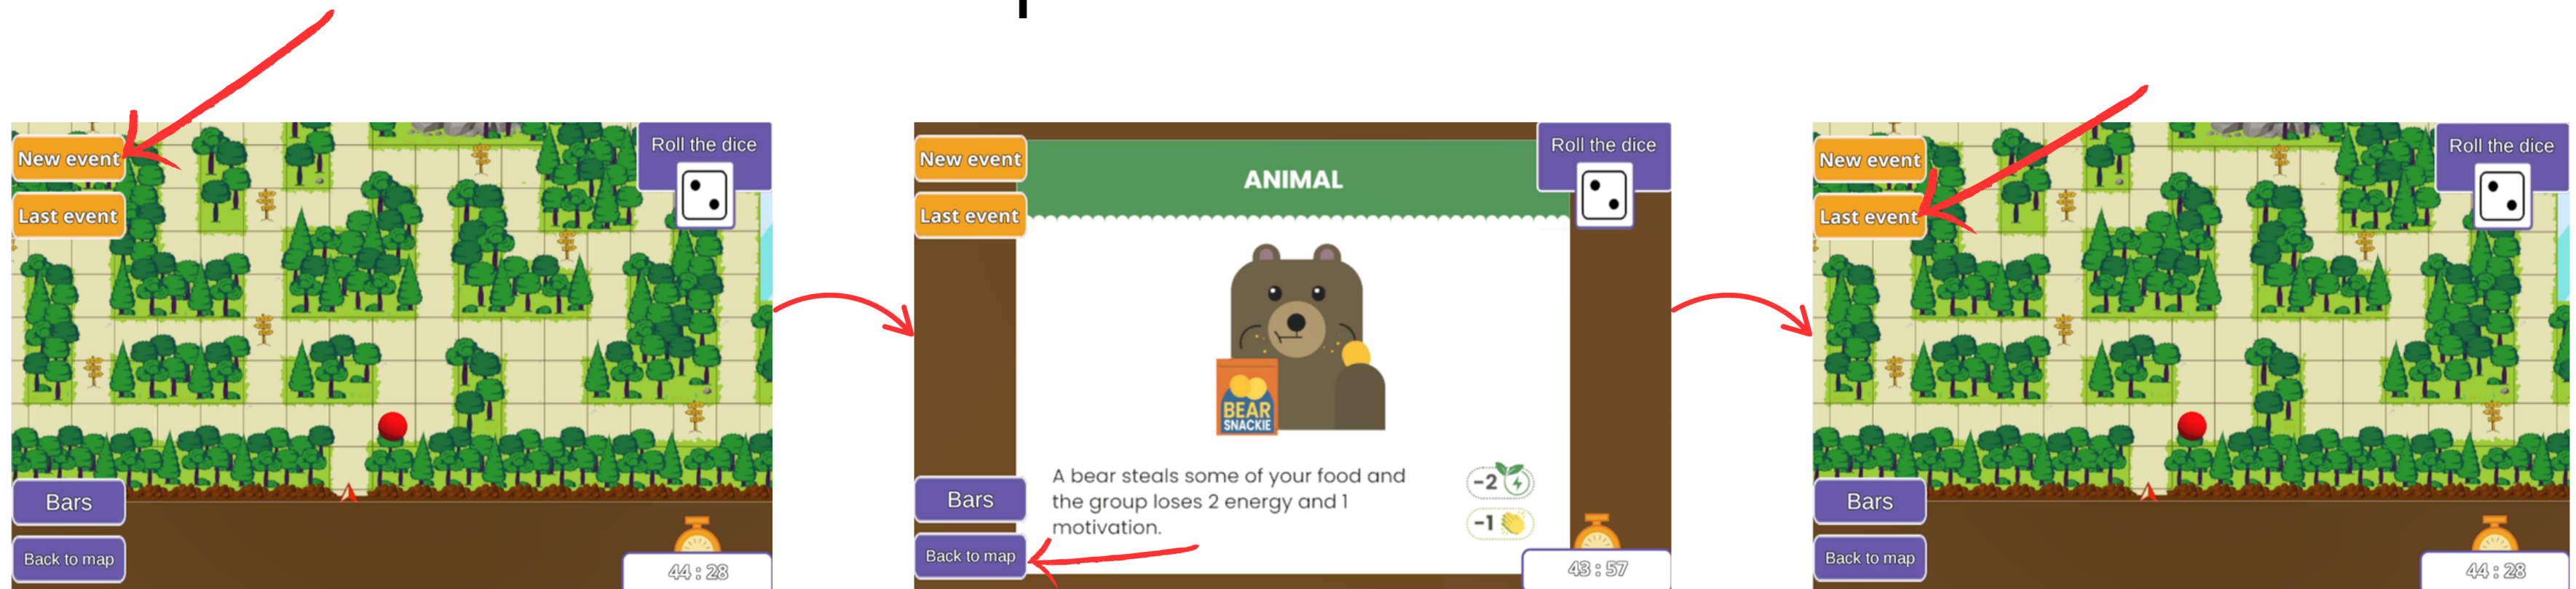 New event
Last event
Roll the dice
Bars
Back to map
44 : 28
New event
Last event
ANIMAL
Roll the dice
BEAR
SNACKIE
A bear steals some of your food and
the group loses 2 energy and 1
motivation.
-2
-1
Bars
Back to map
43 : 57
New event
Last event
Roll the dice
Bars
Back to map
44 : 28